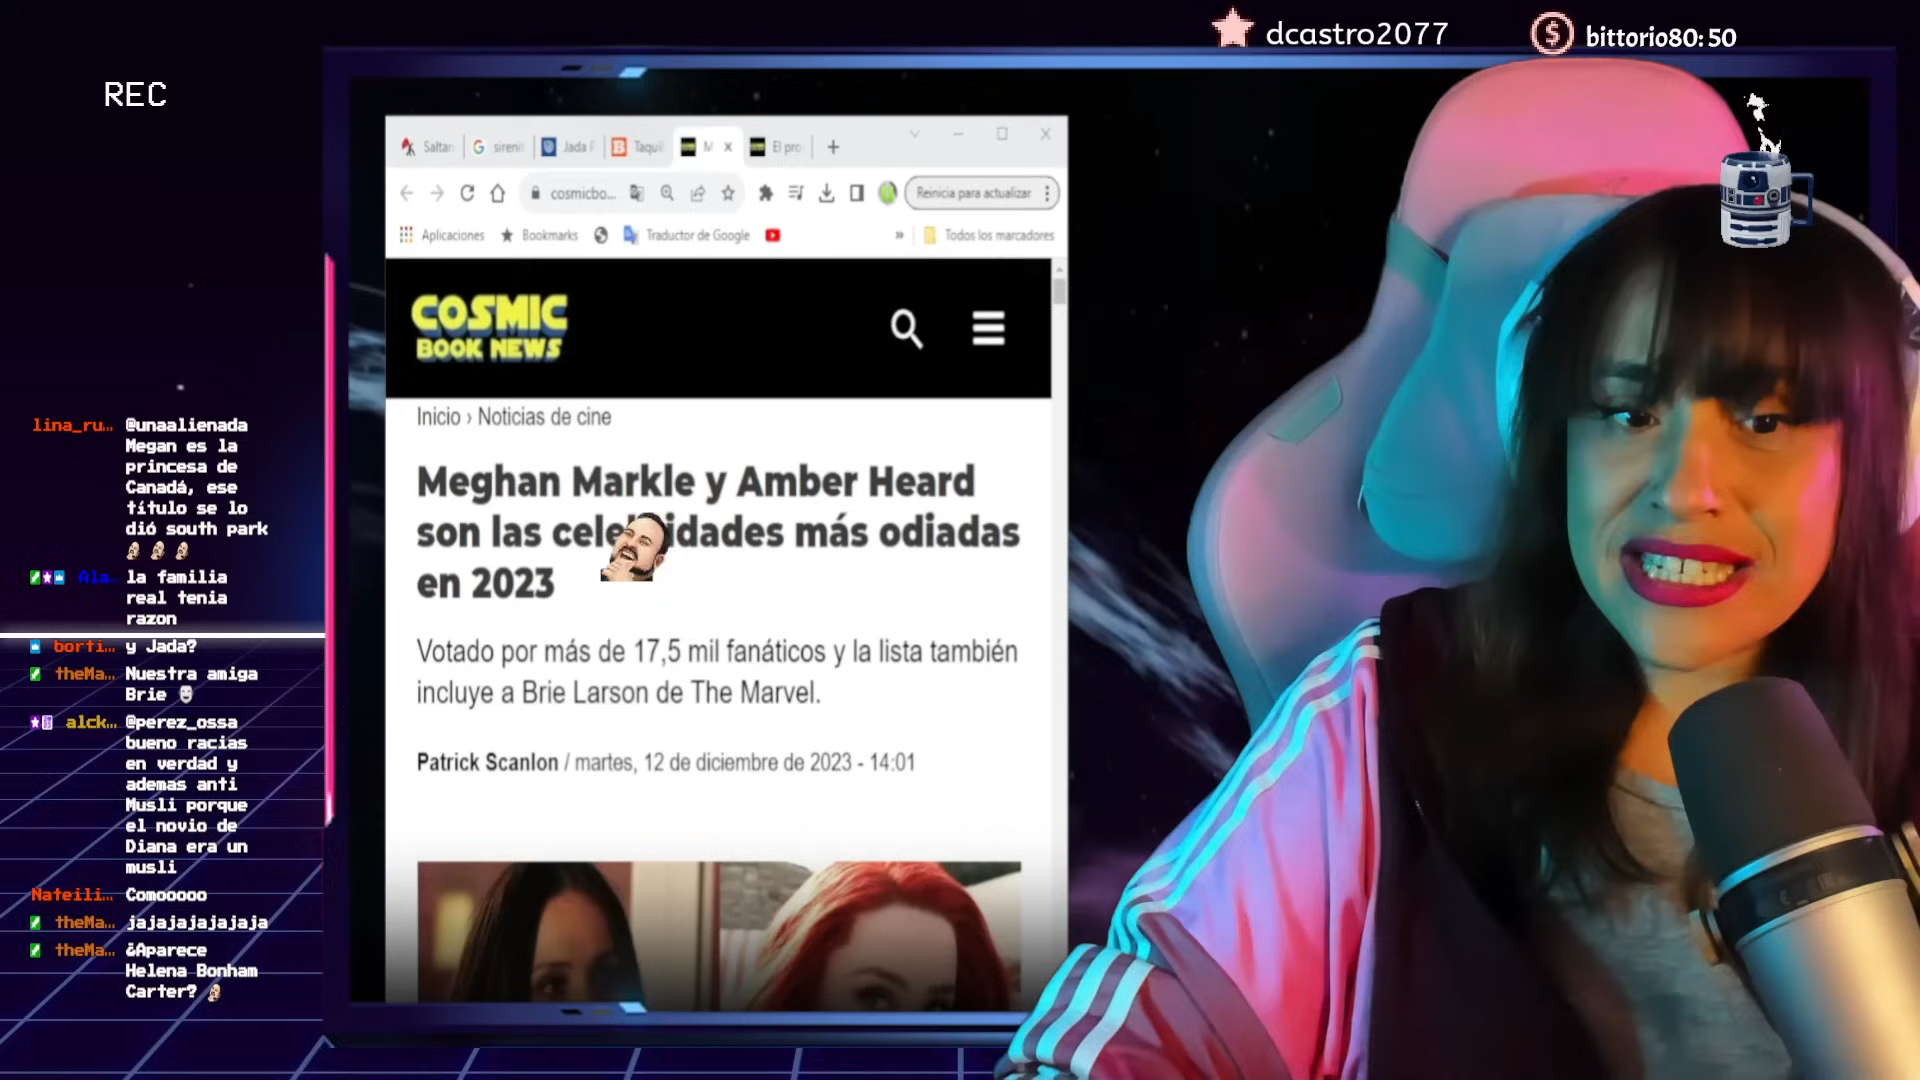 dcastro2077
bittorio80: 50
REC
Saltar
sirenit
Jada F
Taquil
M
El pro
cosmicbo...
Reinicia para actualizar
Aplicaciones
Bookmarks
Traductor de Google
»
Todos los marcadores
COSMIC
BOOK NEWS
Inicio › Noticias de cine
Meghan Markle y Amber Heard
son las cele idades más odiadas
en 2023
Votado por más de 17,5 mil fanáticos y la lista también
incluye a Brie Larson de The Marvel.
Patrick Scanlon / martes, 12 de diciembre de 2023 - 14:01
lina_ru… @unaalienada
Megan es la
princesa de
Canadá, ese
título se lo
dió south park
Ala… la familia
real tenia
razon
borti… y Jada?
theMa… Nuestra amiga
Brie
alck… @perez_ossa
bueno racias
en verdad y
ademas anti
Musli porque
el novio de
Diana era un
musli
Nateili… Comooooo
theMa… jajajajajajaja
theMa… ¿Aparece
Helena Bonham
Carter?